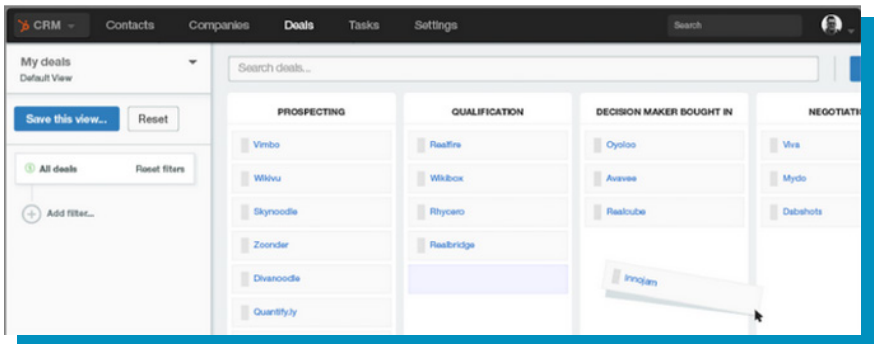 CRM Contacts Companies Deals Tasks Settings Search
My deals
Default View
Search deals...
Save this view... Reset
All deals Reset filters
Add filter...
PROSPECTING
Vimbo
Wikivu
Skynoodle
Zoonder
Divanoodle
Quantify.ly
QUALIFICATION
Realfire
Wikibox
Rhycero
Realbridge
DECISION MAKER BOUGHT IN
Oyoloo
Avavee
Realcube
Innojam
NEGOTIATI
Viva
Mydo
Dabshots